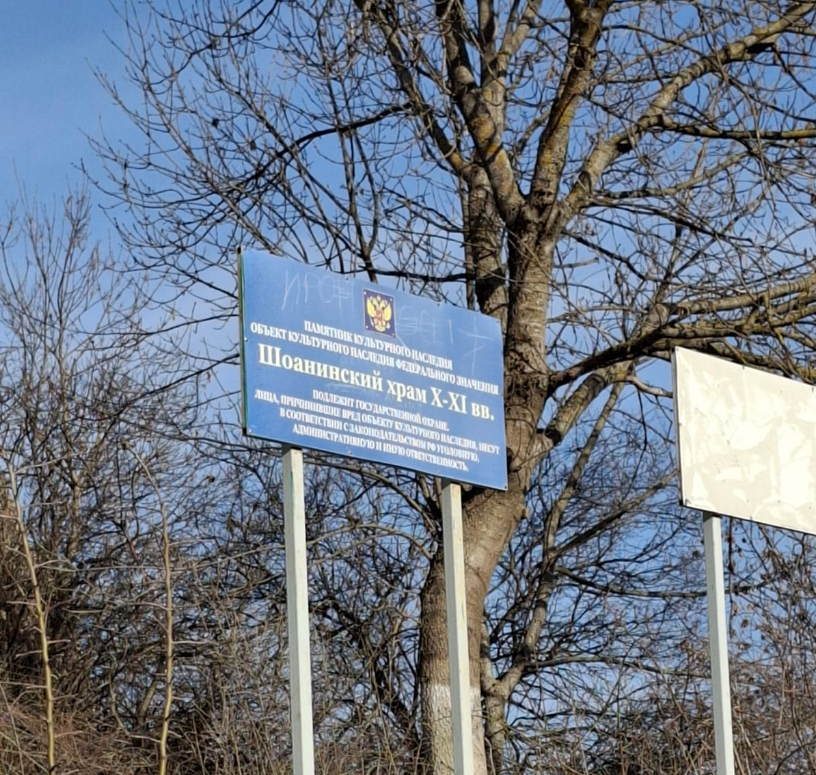 ПАМЯТНИК КУЛЬТУРНОГО НАСЛЕДИЯ
ОБЪЕКТ КУЛЬТУРНОГО НАСЛЕДИЯ ФЕДЕРАЛЬНОГО ЗНАЧЕНИЯ
Шоанинский храм X-XI вв.
ПОДЛЕЖИТ ГОСУДАРСТВЕННОЙ ОХРАНЕ.
ЛИЦА, ПРИЧИНИВШИЕ ВРЕД ОБЪЕКТУ КУЛЬТУРНОГО НАСЛЕДИЯ, НЕСУТ
В СООТВЕТСТВИИ С ЗАКОНОДАТЕЛЬСТВОМ РФ УГОЛОВНУЮ,
АДМИНИСТРАТИВНУЮ И ИНУЮ ОТВЕТСТВЕННОСТЬ.